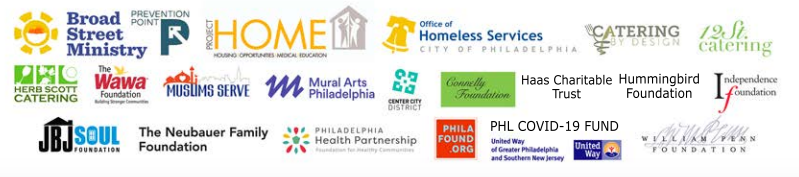 Broad
Street
Ministry
PREVENTION
POINT
P
PROJECT
HOME
HOUSING OPPORTUNITIES MEDICAL EDUCATION
Office of
Homeless Services
CITY OF PHILADELPHIA
CATERING
BY DESIGN
12St.
catering
HERB SCOTT
CATERING
The
Wawa
Foundation
Building Stronger Communities
MUSLIMS SERVE
Mural Arts
Philadelphia
CENTER CITY
DISTRICT
Connelly
Foundation
Haas Charitable
Trust
Hummingbird
Foundation
Independence
foundation
JBJ SOUL
FOUNDATION
The Neubauer Family
Foundation
PHILADELPHIA
Health Partnership
Foundation for Healthy Communities
PHILA
FOUND
.ORG
PHL COVID-19 FUND
United Way
of Greater Philadelphia
and Southern New Jersey
United
Way
WILLIAM PENN
FOUNDATION